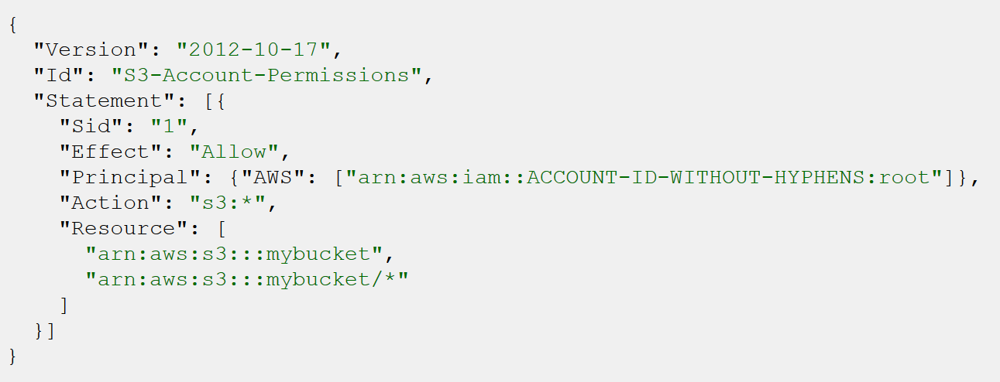 {
  "Version": "2012-10-17",
  "Id": "S3-Account-Permissions",
  "Statement": [{
    "Sid": "1",
    "Effect": "Allow",
    "Principal": {"AWS": ["arn:aws:iam::ACCOUNT-ID-WITHOUT-HYPHENS:root"]},
    "Action": "s3:*",
    "Resource": [
      "arn:aws:s3:::mybucket",
      "arn:aws:s3:::mybucket/*"
    ]
  }]
}